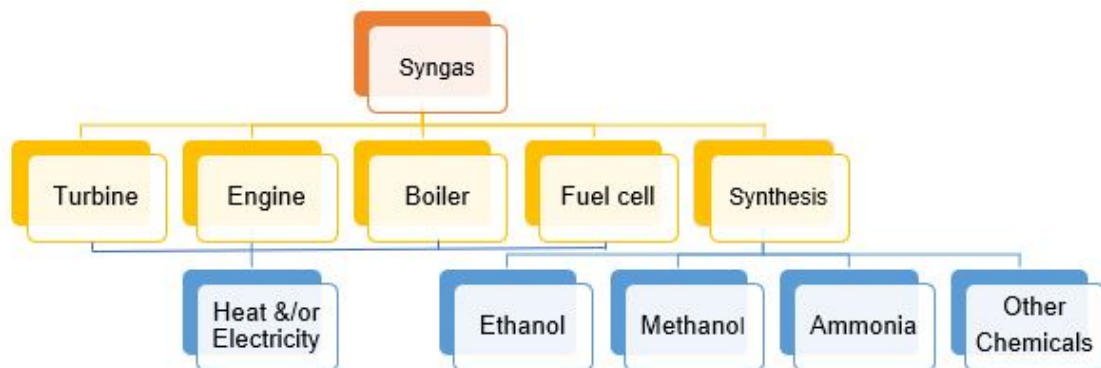 Syngas
Turbine
Engine
Boiler
Fuel cell
Synthesis
Heat &/or
Electricity
Ethanol
Methanol
Ammonia
Other
Chemicals